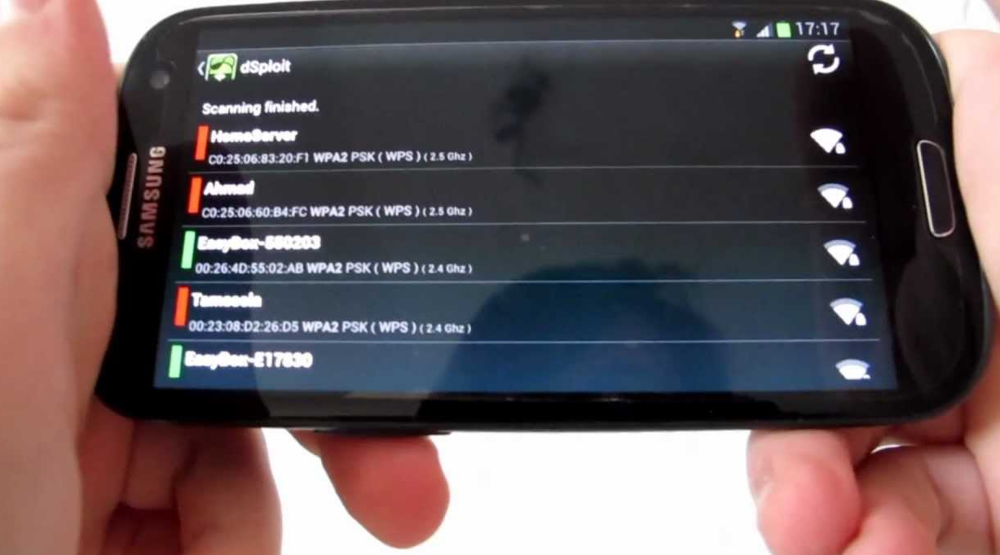 17:17
dSploit
Scanning finished.
HomeServer
C0:25:06:83:20:F1 WPA2 PSK ( WPS ) ( 2.5 Ghz )
Ahmad
C0:25:06:60:B4:FC WPA2 PSK ( WPS ) ( 2.5 Ghz )
EasyBox-550203
00:26:4D:55:02:AB WPA2 PSK ( WPS ) ( 2.4 Ghz )
00:23:08:D2:26:D5 WPA2 PSK ( WPS ) ( 2.4 Ghz )
EasyBox-E17830
SAMSUNG